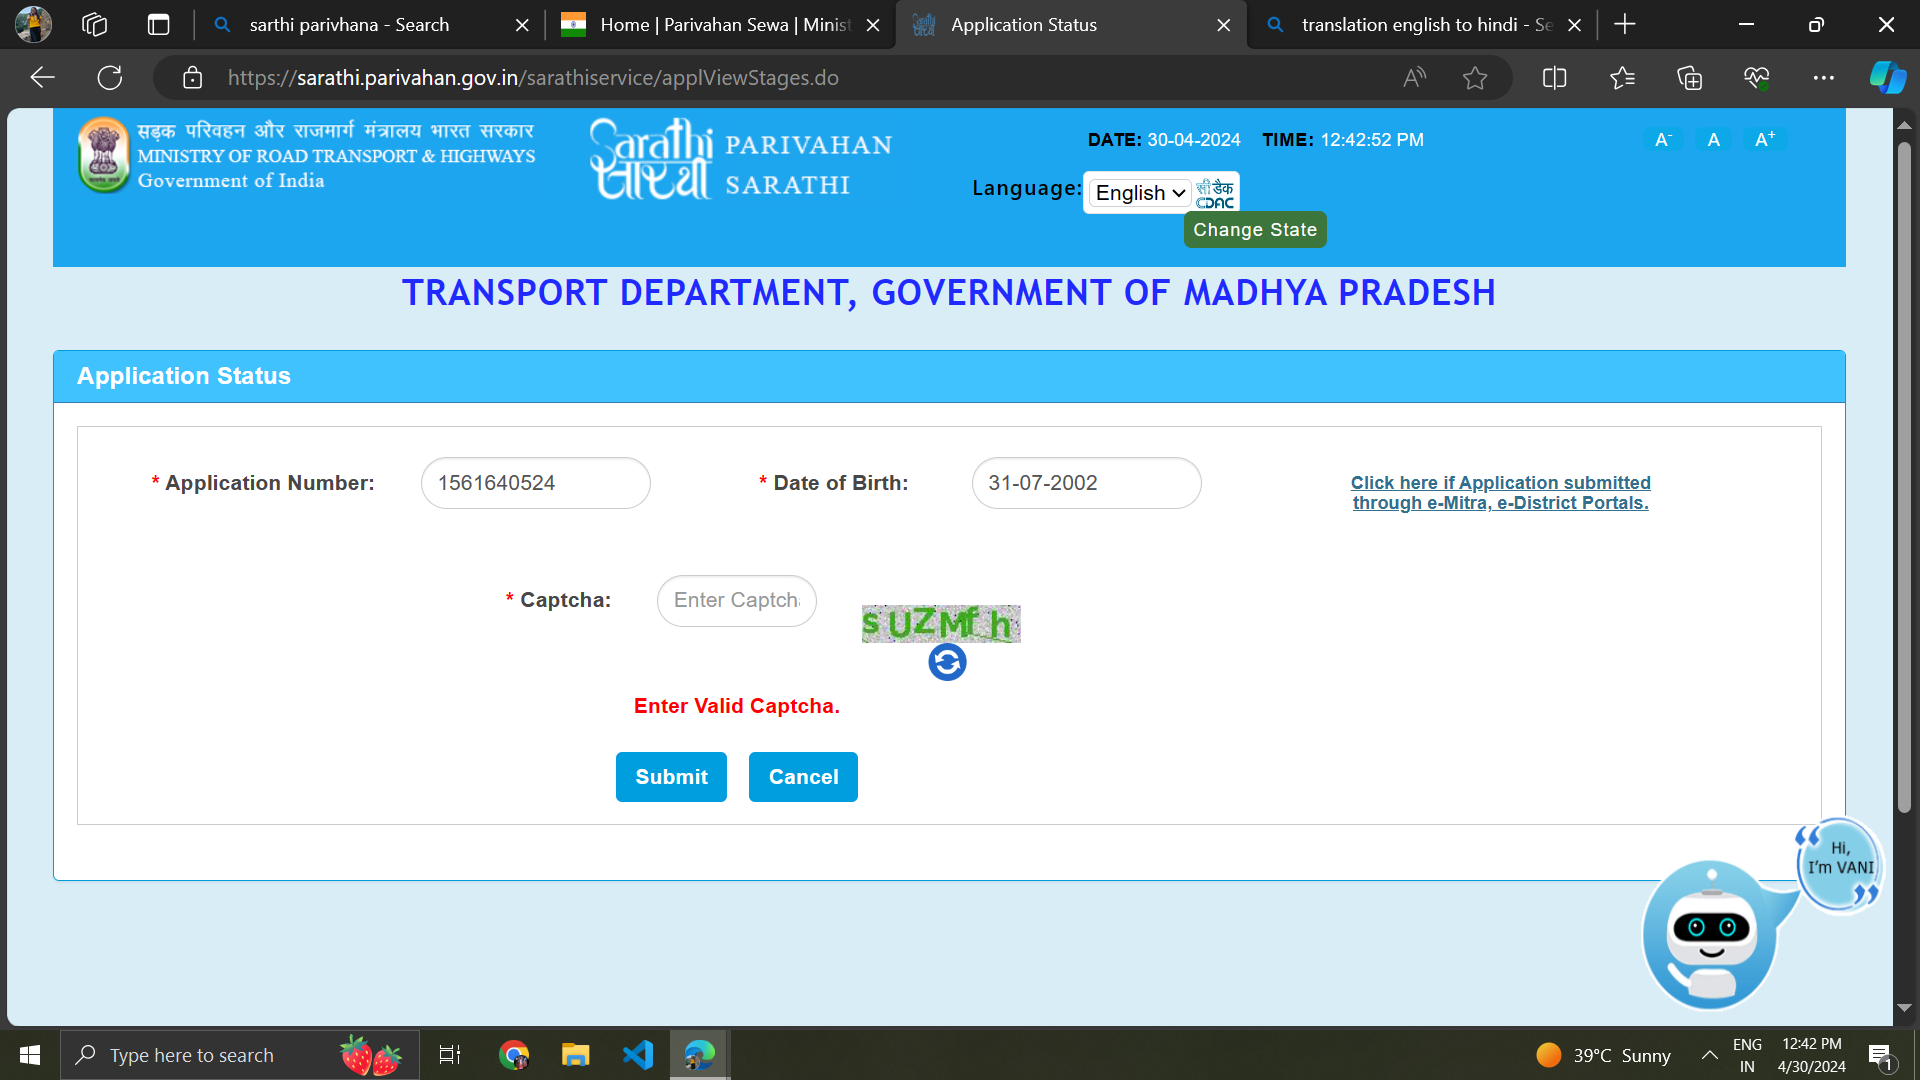 sarthi parivhana - Search
Home | Parivahan Sewa | Minist
Application Status
translation english to hindi - Se
https://sarathi.parivahan.gov.in/sarathiservice/applViewStages.do
सड़क परिवहन और राजमार्ग मंत्रालय भारत सरकार
MINISTRY OF ROAD TRANSPORT & HIGHWAYS
Government of India
Sarathi
सारथी
PARIVAHAN
SARATHI
DATE: 30-04-2024 TIME: 12:42:52 PM
A-
A
A+
Language:
English
सी डैक
CDAC
Change State
TRANSPORT DEPARTMENT, GOVERNMENT OF MADHYA PRADESH
Application Status
* Application Number: 1561640524
* Date of Birth: 31-07-2002
Click here if Application submitted
through e-Mitra, e-District Portals.
* Captcha: Enter Captcha
sUZMfh
Enter Valid Captcha.
Submit
Cancel
Hi,
I'm VANI
Type here to search
39°C Sunny
ENG
IN
12:42 PM
4/30/2024
1